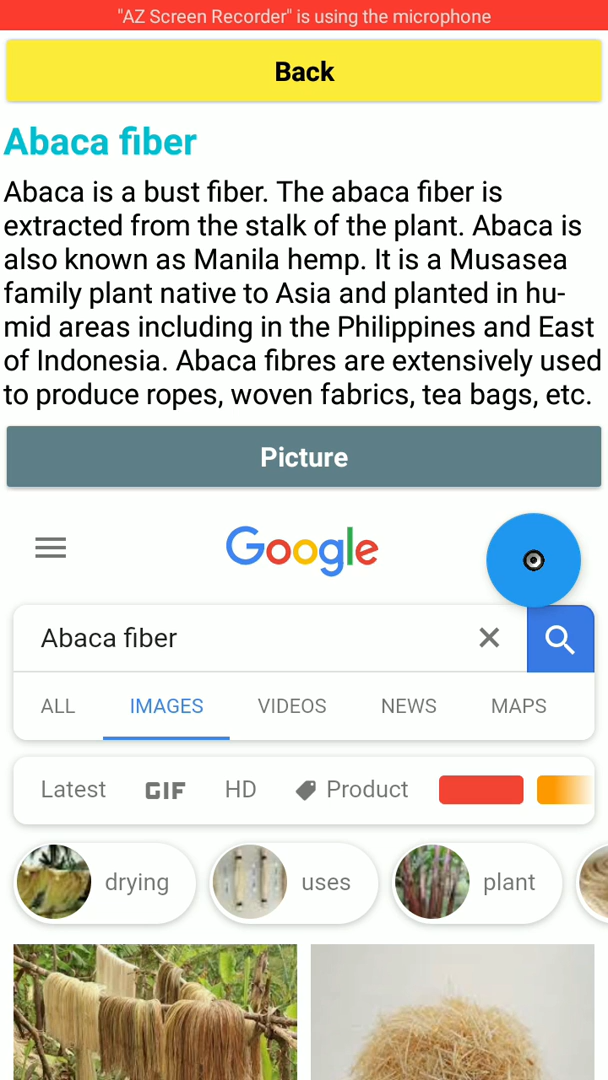 "AZ Screen Recorder" is using the microphone
Back
Abaca fiber
Abaca is a bust fiber. The abaca fiber is
extracted from the stalk of the plant. Abaca is
also known as Manila hemp. It is a Musasea
family plant native to Asia and planted in hu-
mid areas including in the Philippines and East
of Indonesia. Abaca fibres are extensively used
to produce ropes, woven fabrics, tea bags, etc.
Picture
Google
Abaca fiber
ALL IMAGES VIDEOS NEWS MAPS
Latest GIF HD Product
drying uses plant